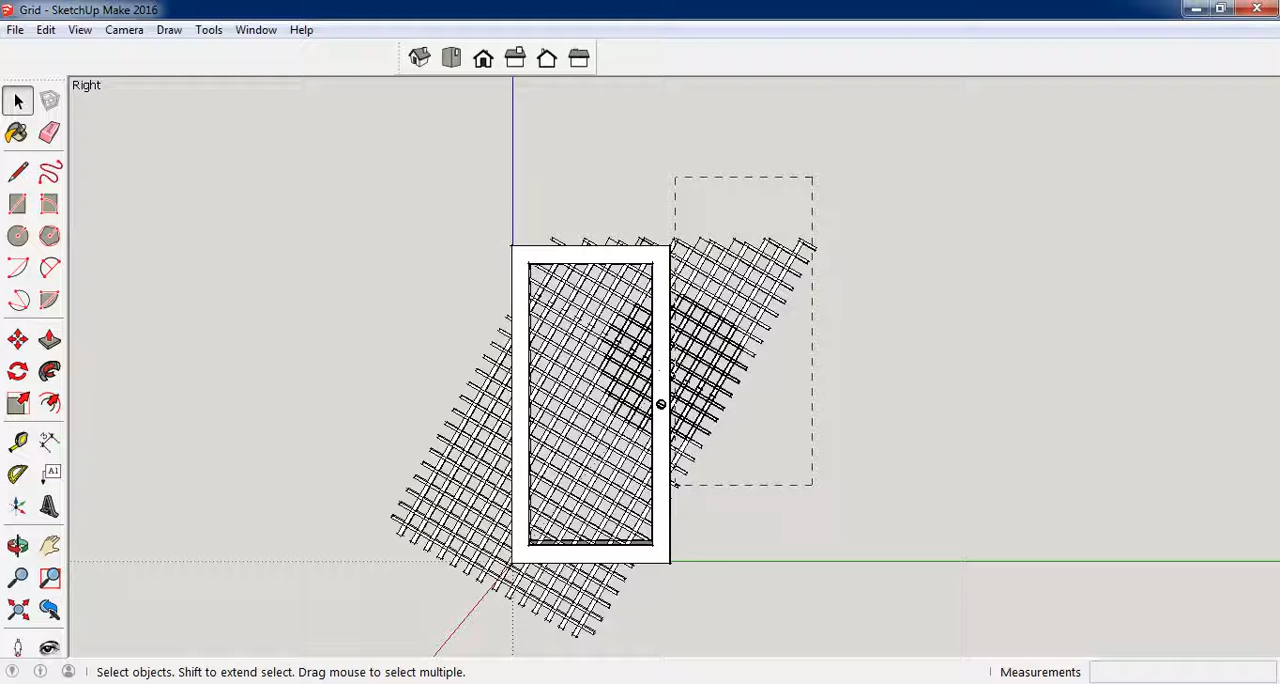 Grid - SketchUp Make 2016
File Edit View Camera Draw Tools Window Help
Right
A1
Select objects. Shift to extend select. Drag mouse to select multiple.
Measurements